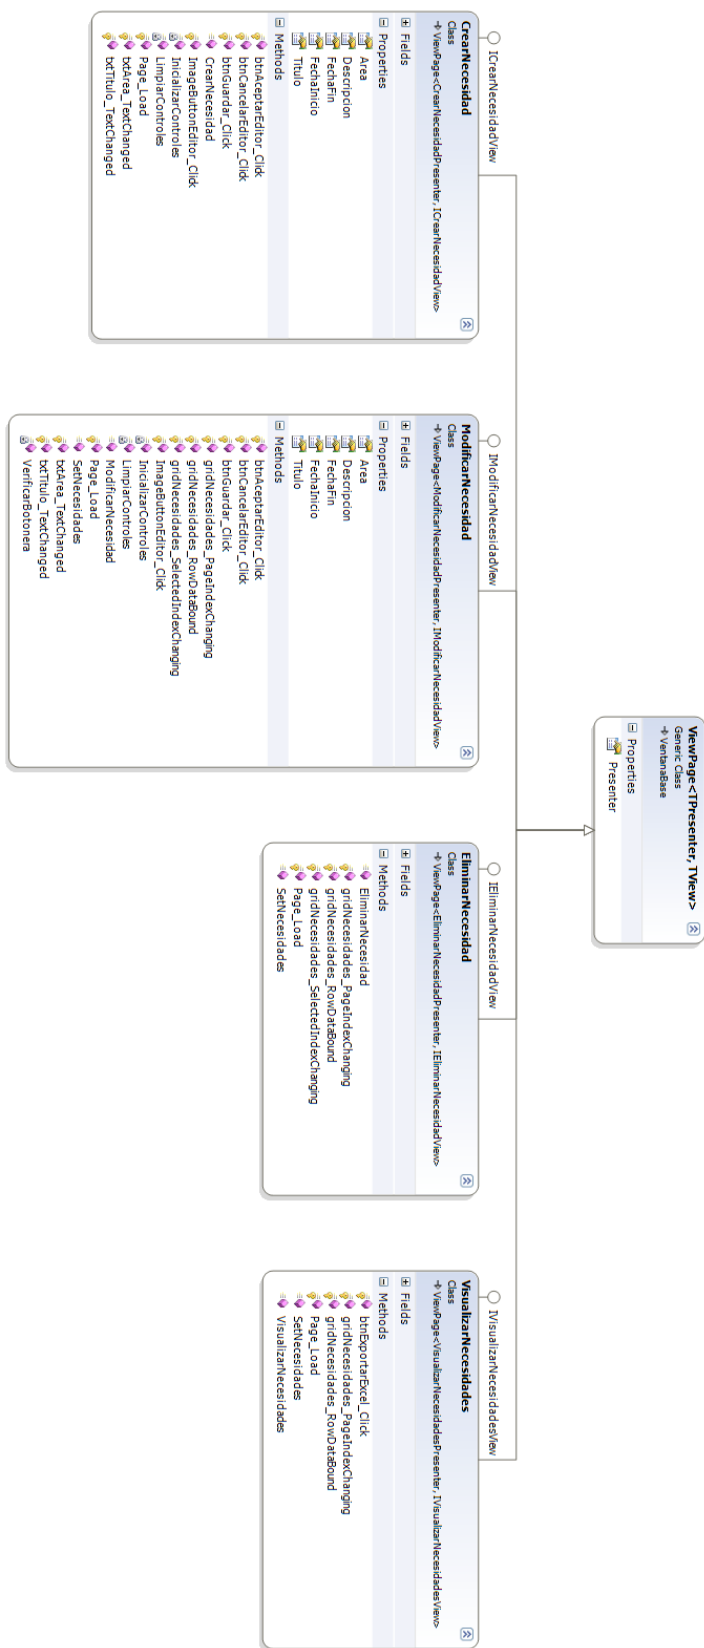 ViewPage<TPresenter, TView>
Generic Class
VentanaBase
Properties
Presenter
ICrearNecesidadView
CrearNecesidad
Class
ViewPage<CrearNecesidadPresenter, ICrearNecesidadView>
Fields
Properties
Area
Descripcion
FechaFin
FechaInicio
Titulo
Methods
btnAceptarEditor_Click
btnCancelarEditor_Click
btnGuardar_Click
CrearNecesidad
ImageButtonEditor_Click
InicializarControles
LimpiarControles
Page_Load
txtArea_TextChanged
txtTitulo_TextChanged
IModificarNecesidadView
ModificarNecesidad
Class
ViewPage<ModificarNecesidadPresenter, IModificarNecesidadView>
Fields
Properties
Area
Descripcion
FechaFin
FechaInicio
Titulo
Methods
btnAceptarEditor_Click
btnCancelarEditor_Click
btnGuardar_Click
gridNecesidades_PageIndexChanging
gridNecesidades_RowDataBound
gridNecesidades_SelectedIndexChanging
ImageButtonEditor_Click
InicializarControles
LimpiarControles
ModificarNecesidad
Page_Load
SetNecesidades
txtArea_TextChanged
txtTitulo_TextChanged
VerificarBotonera
IEliminarNecesidadView
EliminarNecesidad
Class
ViewPage<EliminarNecesidadPresenter, IEliminarNecesidadView>
Fields
Methods
EliminarNecesidad
gridNecesidades_PageIndexChanging
gridNecesidades_RowDataBound
gridNecesidades_SelectedIndexChanging
Page_Load
SetNecesidades
IVisualizarNecesidadesView
VisualizarNecesidades
Class
ViewPage<VisualizarNecesidadesPresenter, IVisualizarNecesidadesView>
Fields
Methods
btnExportarExcel_Click
gridNecesidades_PageIndexChanging
gridNecesidades_RowDataBound
Page_Load
SetNecesidades
VisualizarNecesidades